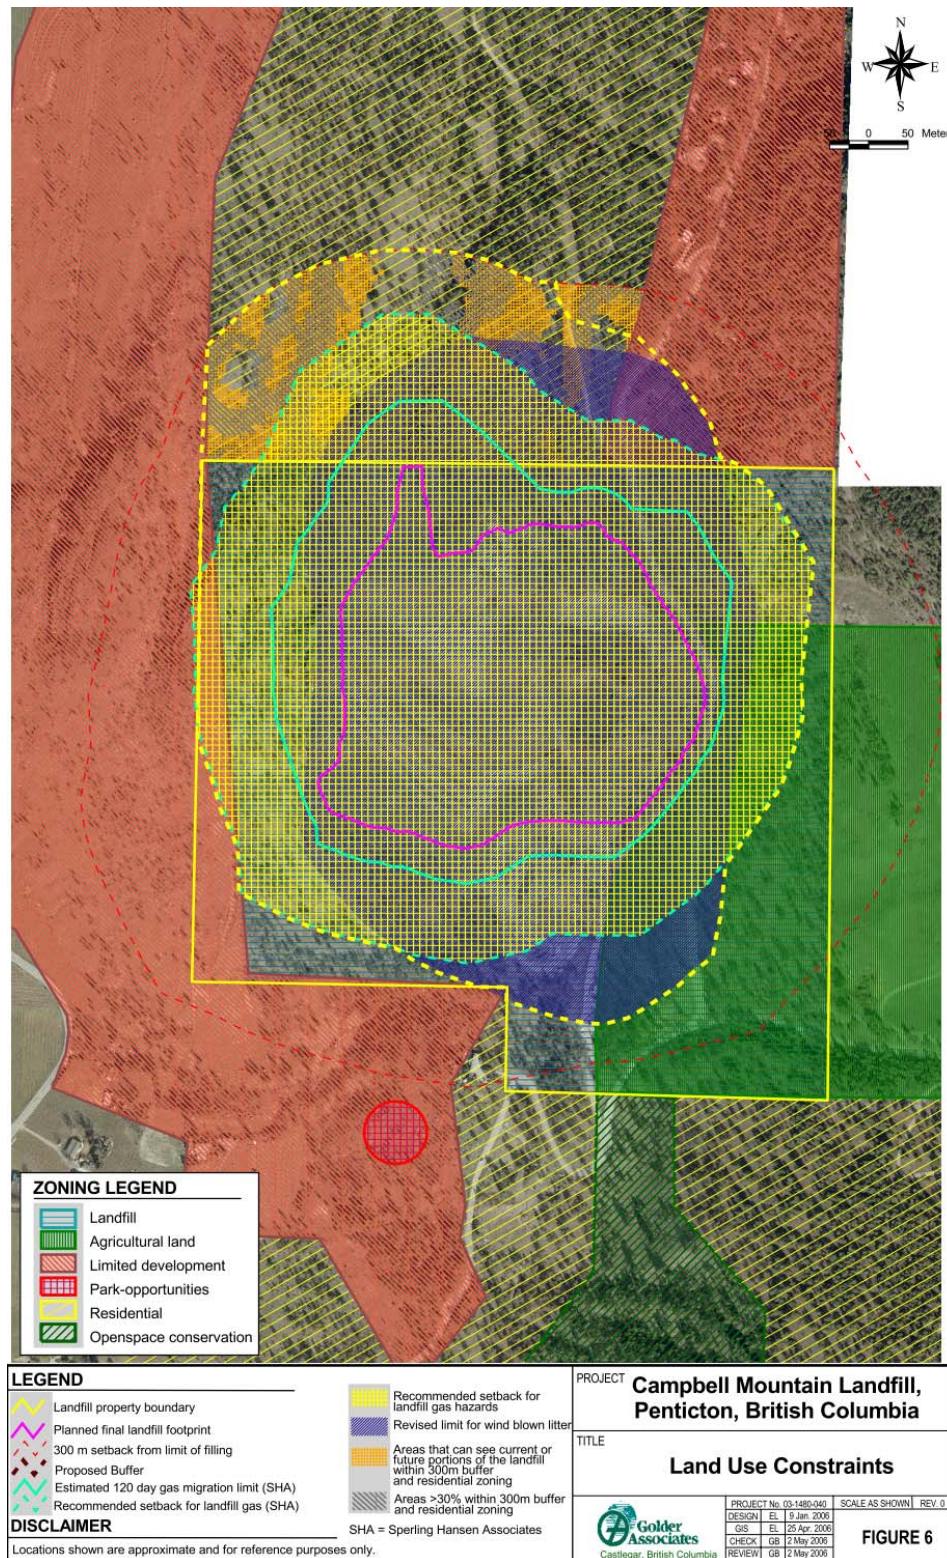 N
W E
S
50 0 50 Meter
ZONING LEGEND
Landfill
Agricultural land
Limited development
Park-opportunities
Residential
Openspace conservation
LEGEND
Landfill property boundary
Planned final landfill footprint
300 m setback from limit of filling
Proposed Buffer
Estimated 120 day gas migration limit (SHA)
Recommended setback for landfill gas (SHA)
Recommended setback for
landfill gas hazards
Revised limit for wind blown litter
Areas that can see current or
future portions of the landfill
within 300m buffer
and residential zoning
Areas >30% within 300m buffer
and residential zoning
SHA = Sperling Hansen Associates
DISCLAIMER
Locations shown are approximate and for reference purposes only.
PROJECT
Campbell Mountain Landfill,
Penticton, British Columbia
TITLE
Land Use Constraints
Golder
Associates
Castlegar, British Columbia
PROJECT No. 03-1480-040 SCALE AS SHOWN REV. 0
DESIGN EL 9 Jan. 2006
GIS EL 25 Apr. 2006
CHECK GB 2 May 2006
REVIEW GB 2 May 2006
FIGURE 6